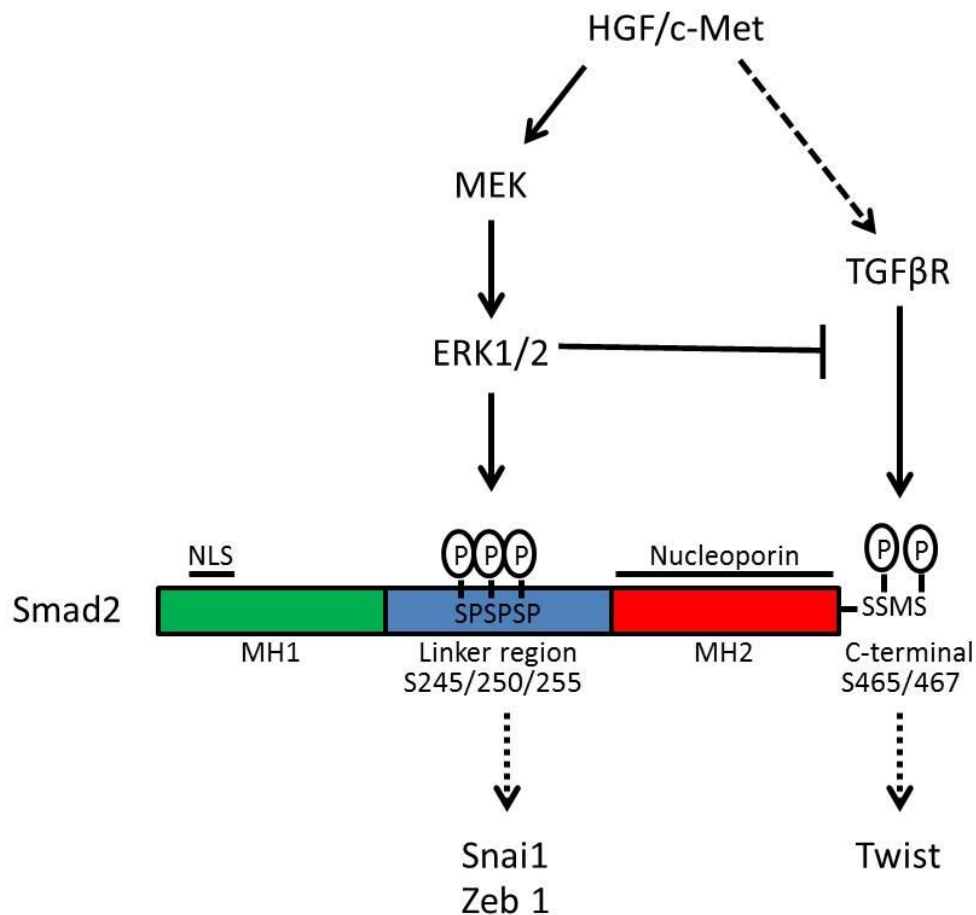 HGF/c-Met
MEK
TGFβR
ERK1/2
NLS
P P P
Nucleoporin
P P
Smad2
SPSPSP
SSMS
MH1
Linker region
S245/250/255
MH2
C-terminal
S465/467
Snai1
Zeb 1
Twist